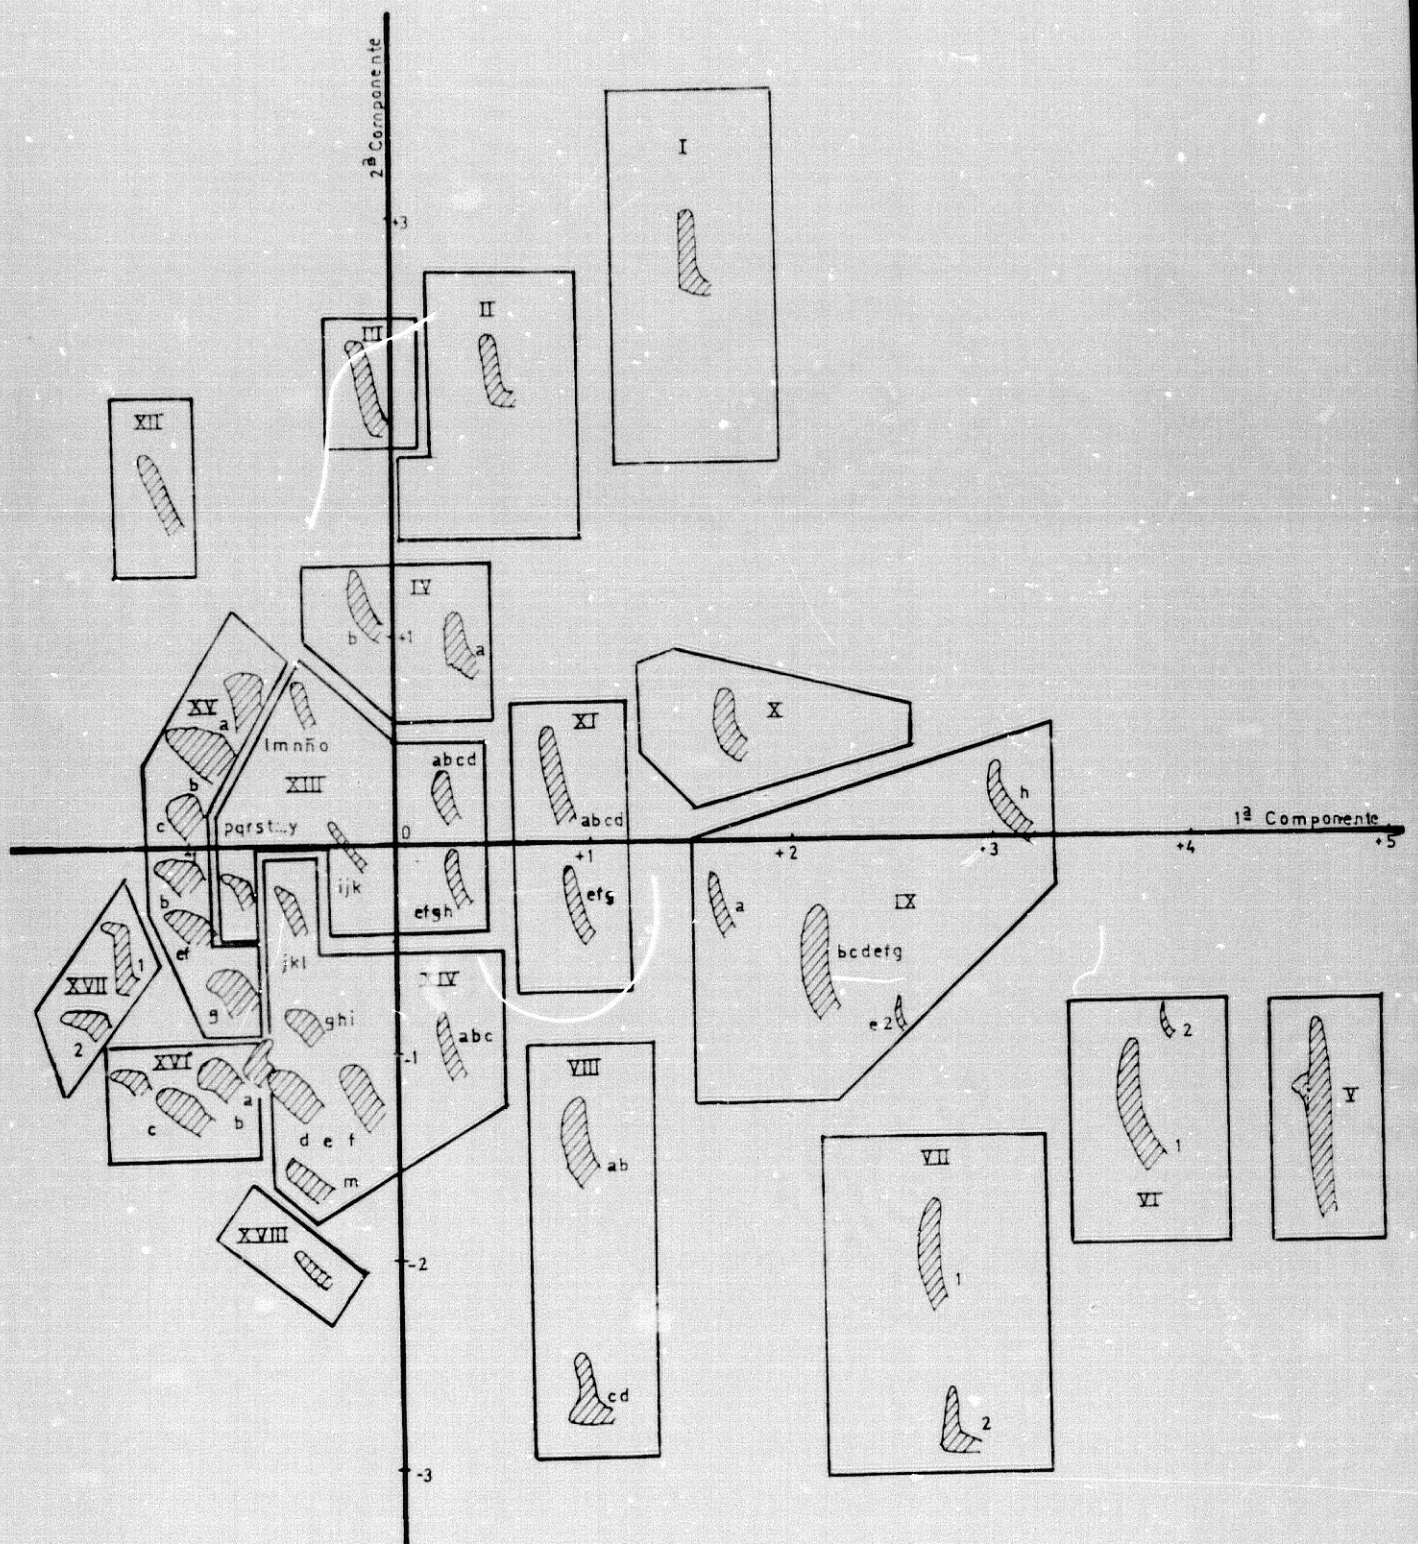 2ª Componente
I
+3
II
III
XII
IV
b
+1
a
XV
a
X
XI
lmnño
abcd
b
XIII
h
c
pqrst...y
0
abcd
1ª Componente
+1
+2
+3
+4
+5
b
ijk
efgh
efg
a
IX
ef
bcdefg
1
jkl
XIV
XVII
g
ghi
abc
e2
2
2
XVI
-1
VIII
V
a
b
c
d e f
ab
1
VII
m
VI
XVIII
-2
1
cd
2
-3